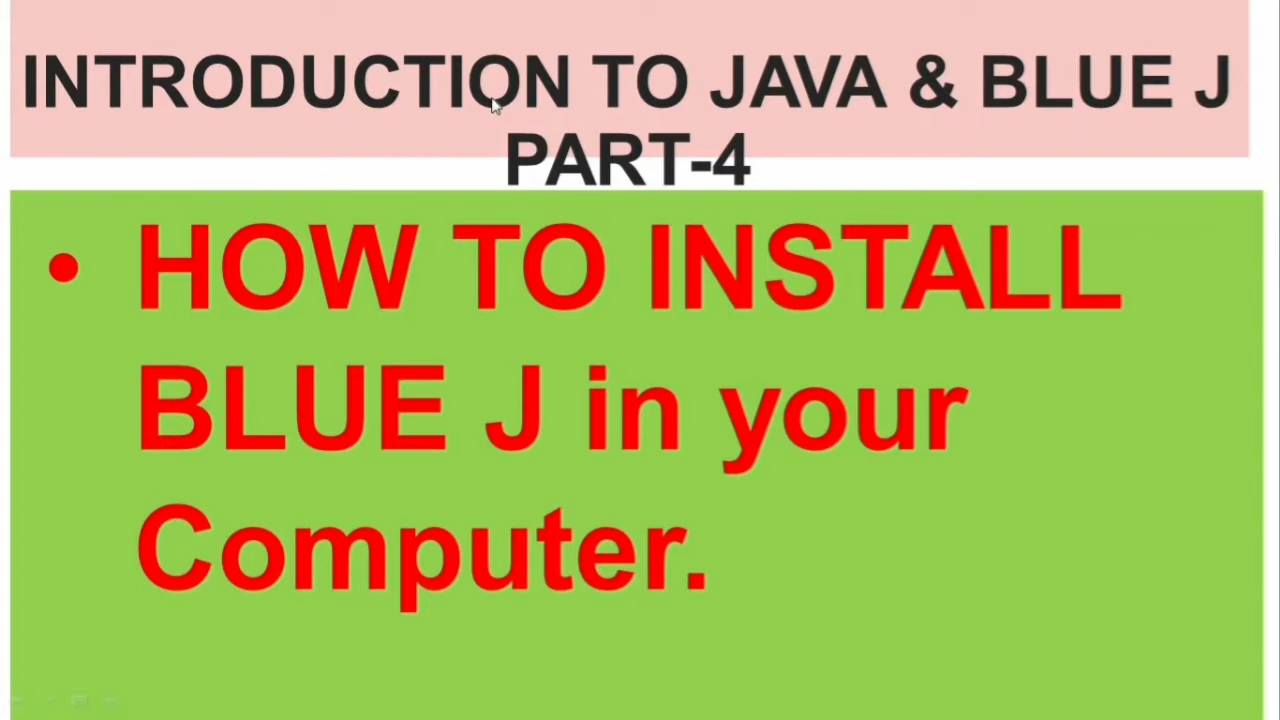 INTRODUCTION TO JAVA & BLUE J
PART-4
• HOW TO INSTALL
BLUE J in your
Computer.